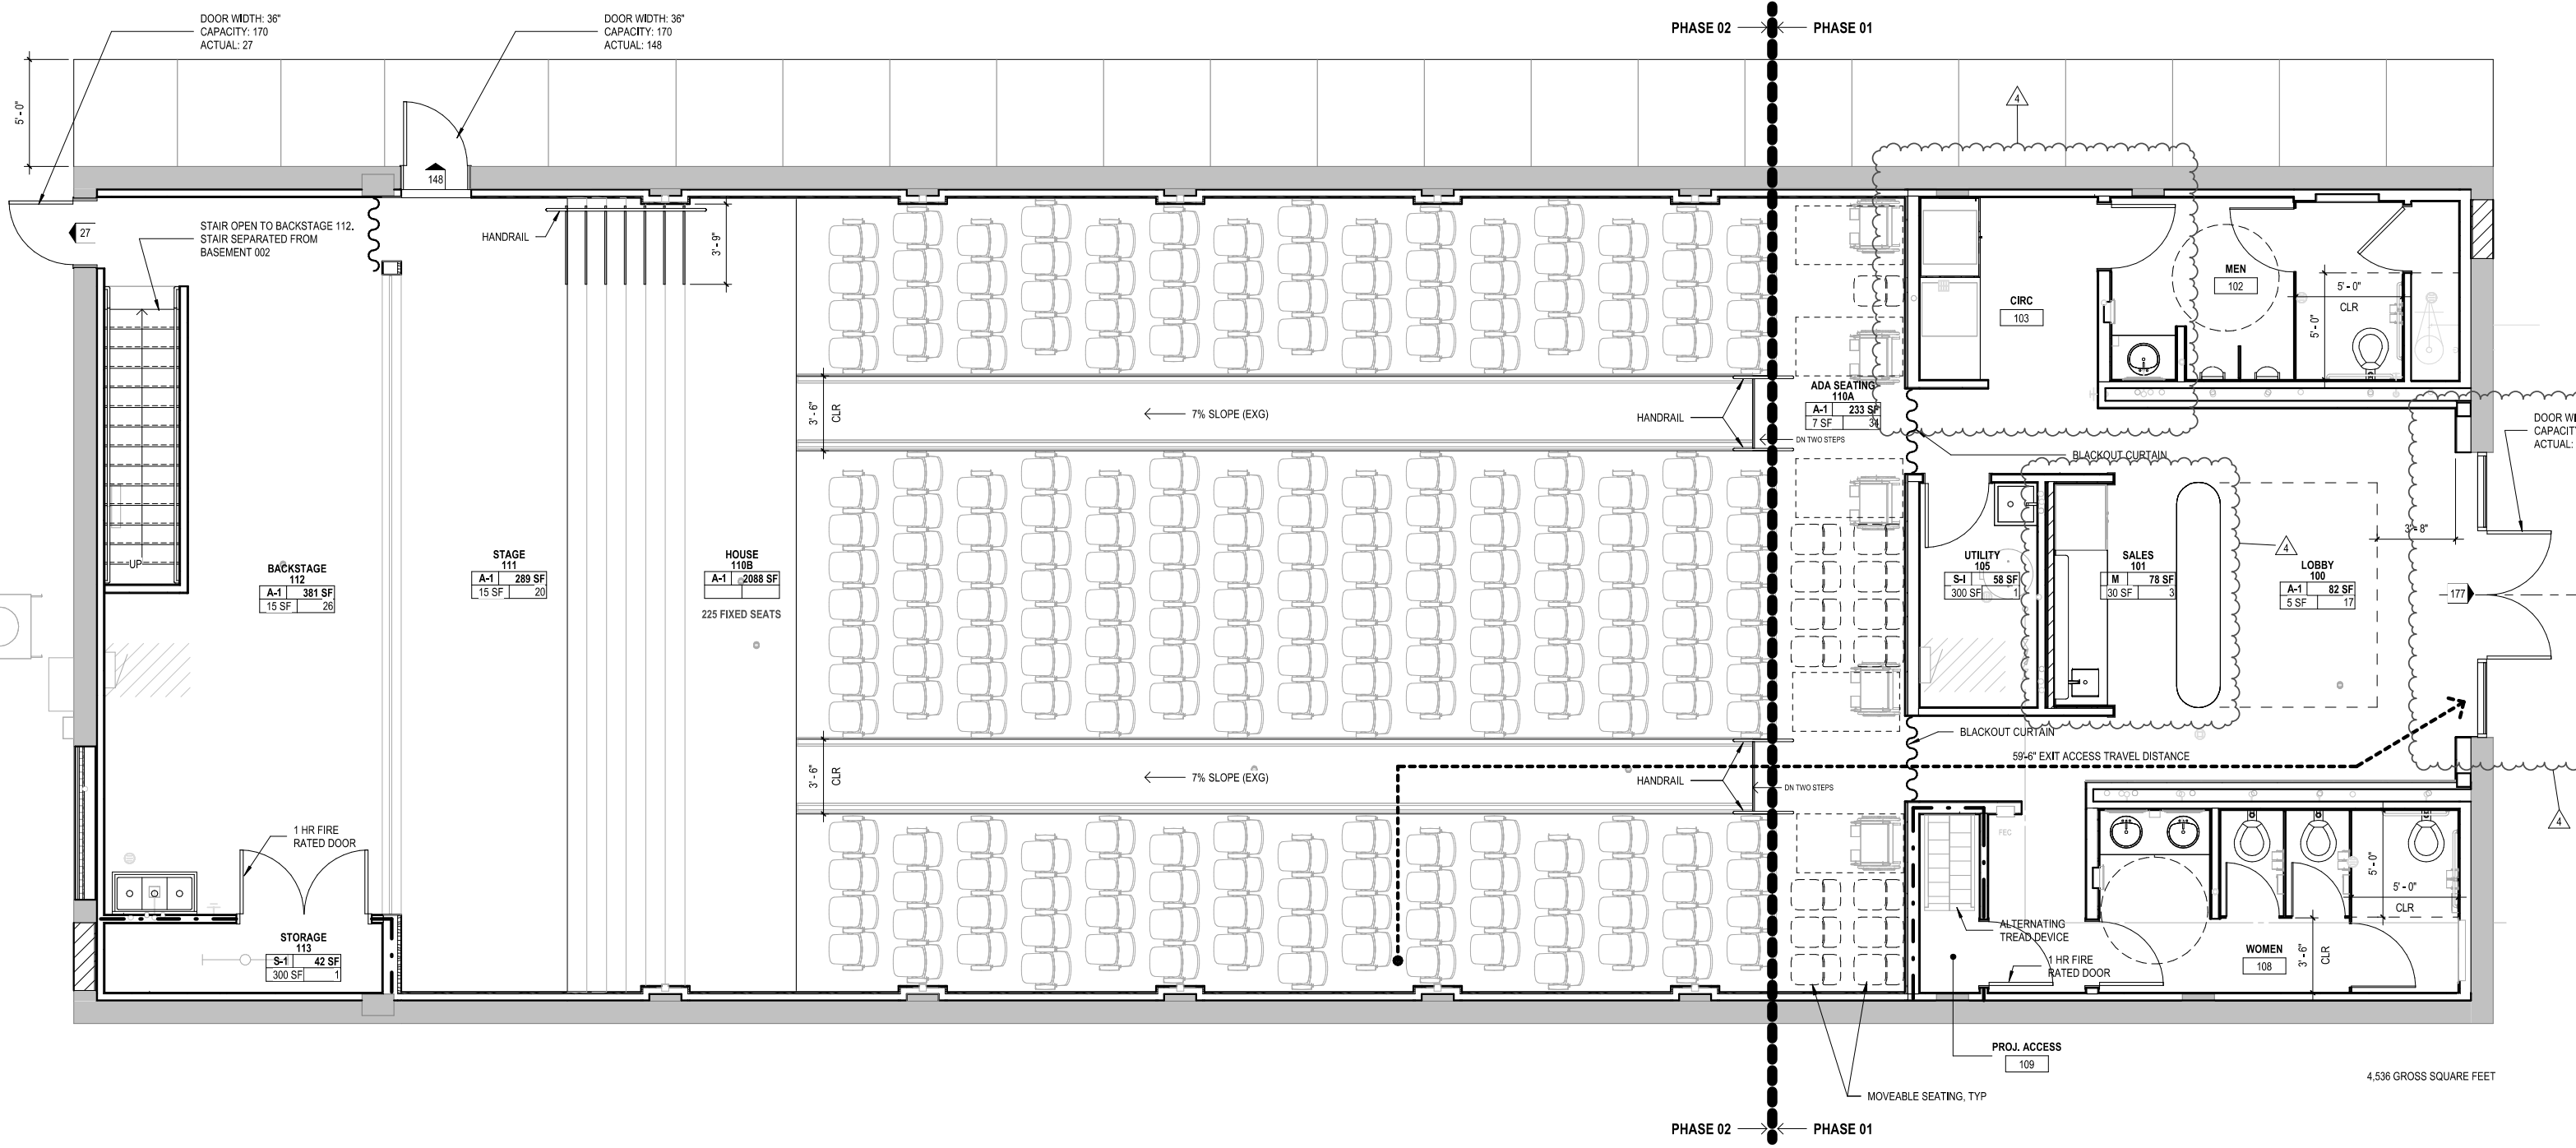 DOOR WIDTH: 36"
CAPACITY: 170
ACTUAL: 27
DOOR WIDTH: 36"
CAPACITY: 170
ACTUAL: 148
PHASE 02
PHASE 01
5' - 0"
4
148
27
STAIR OPEN TO BACKSTAGE 112.
STAIR SEPARATED FROM
BASEMENT 002
HANDRAIL
3' - 9"
CIRC
103
MEN
102
5' - 0"
CLR
5' - 0"
3' - 6"
CLR
7% SLOPE (EXG)
HANDRAIL
ADA SEATING
110A
A-1 233 SF
7 SF 34
DN TWO STEPS
BLACKOUT CURTAIN
DOOR WI
CAPACIT
ACTUAL:
UP
BACKSTAGE
112
A-1 381 SF
15 SF 26
STAGE
111
A-1 289 SF
15 SF 20
HOUSE
110B
A-1 2088 SF
225 FIXED SEATS
UTILITY
105
S-I 58 SF
300 SF 1
SALES
101
M 78 SF
30 SF 3
4
LOBBY
100
A-1 82 SF
5 SF 17
3' - 8"
177
BLACKOUT CURTAIN
59'-6" EXIT ACCESS TRAVEL DISTANCE
3' - 6"
CLR
7% SLOPE (EXG)
HANDRAIL
DN TWO STEPS
4
1 HR FIRE
RATED DOOR
FEC
5' - 0"
5' - 0"
CLR
ALTERNATING
TREAD DEVICE
STORAGE
113
S-1 42 SF
300 SF 1
1 HR FIRE
RATED DOOR
WOMEN
108
3' - 6"
CLR
PROJ. ACCESS
109
4,536 GROSS SQUARE FEET
MOVEABLE SEATING, TYP
PHASE 02
PHASE 01